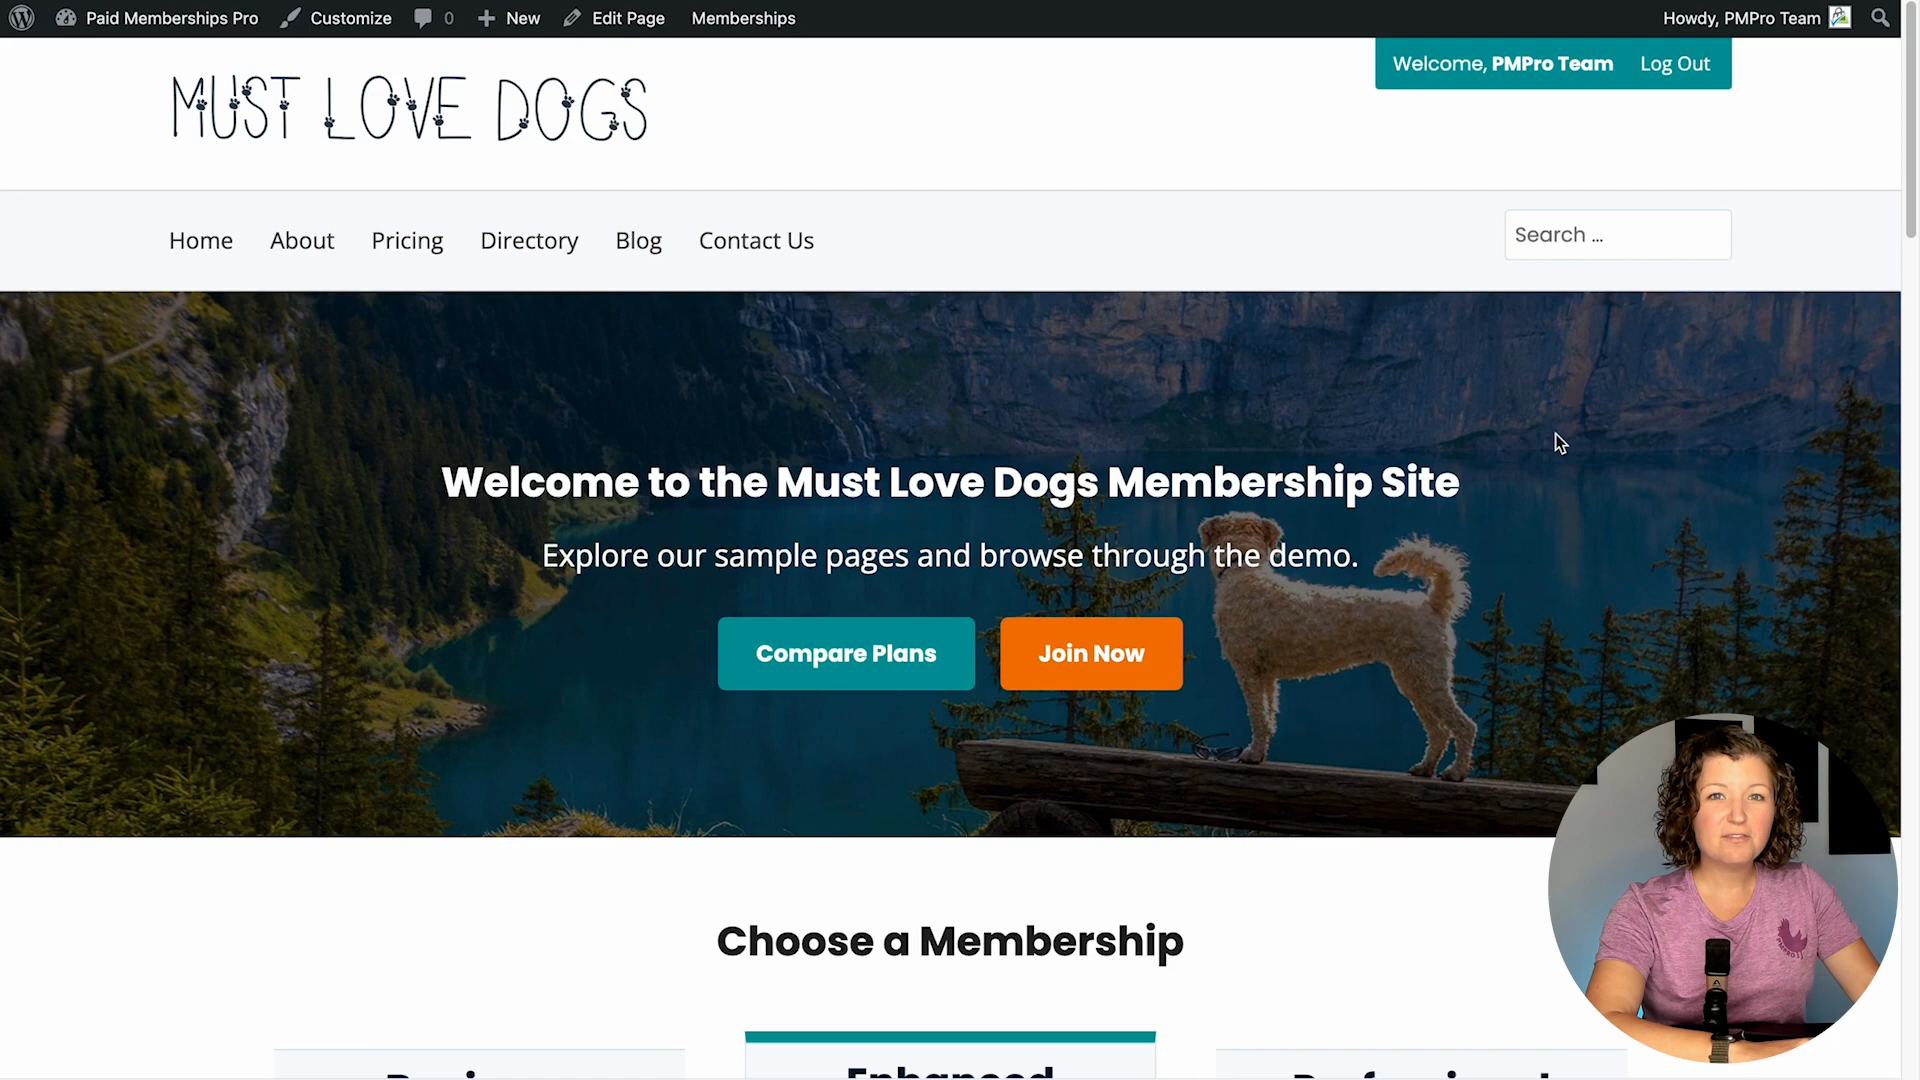 Paid Memberships Pro Customize 0 New Edit Page Memberships Howdy, PMPro Team
Welcome, PMPro Team Log Out
MUST LOVE DOGS
Home About Pricing Directory Blog Contact Us Search ...
Welcome to the Must Love Dogs Membership Site
Explore our sample pages and browse through the demo.
Compare Plans Join Now
Choose a Membership
Enhanced